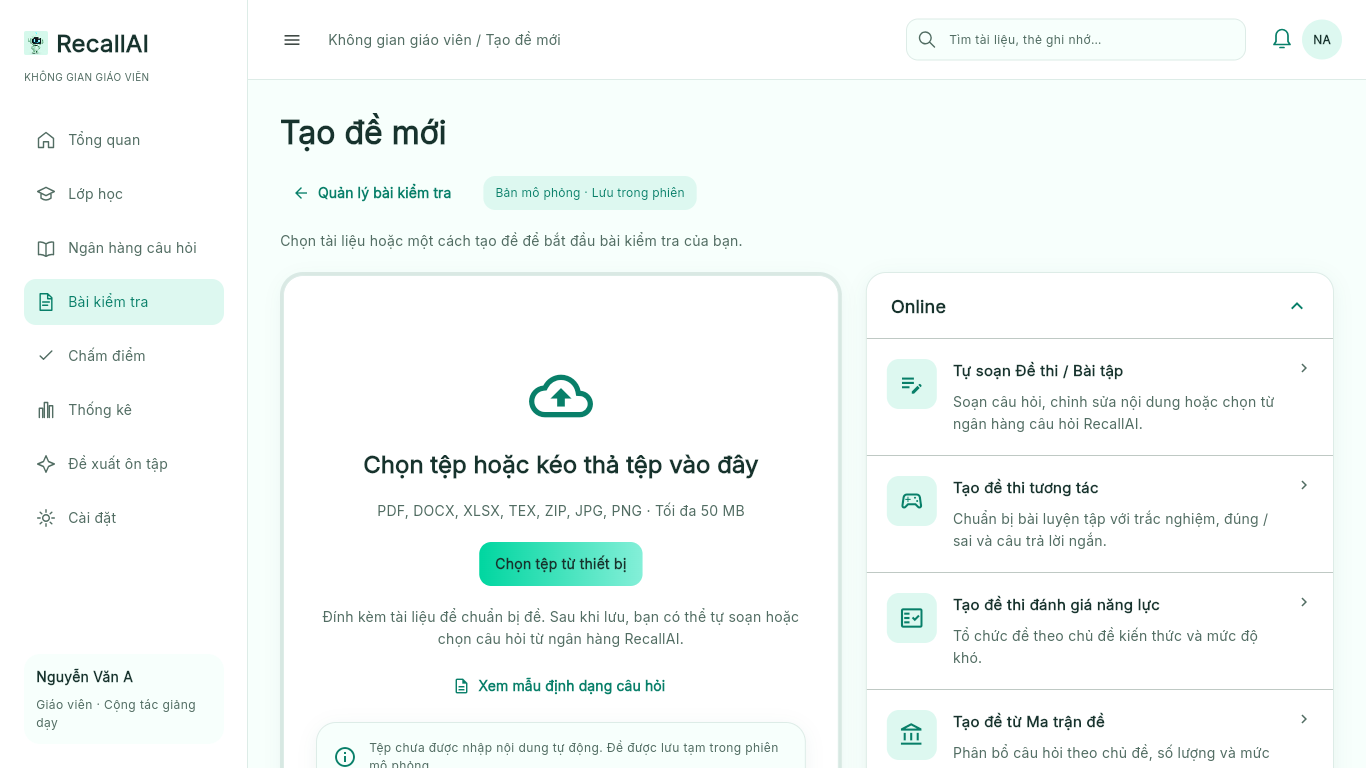 RecallAI
KHÔNG GIAN GIÁO VIÊN
Tổng quan
Lớp học
Ngân hàng câu hỏi
Bài kiểm tra
Chấm điểm
Thống kê
Đề xuất ôn tập
Cài đặt
Nguyễn Văn A
Giáo viên · Cộng tác giảng
dạy
Không gian giáo viên / Tạo đề mới
Tìm tài liệu, thẻ ghi nhớ...
NA
Tạo đề mới
Quản lý bài kiểm tra
Bản mô phỏng · Lưu trong phiên
Chọn tài liệu hoặc một cách tạo đề để bắt đầu bài kiểm tra của bạn.
Chọn tệp hoặc kéo thả tệp vào đây
PDF, DOCX, XLSX, TEX, ZIP, JPG, PNG · Tối đa 50 MB
Chọn tệp từ thiết bị
Đính kèm tài liệu để chuẩn bị đề. Sau khi lưu, bạn có thể tự soạn hoặc
chọn câu hỏi từ ngân hàng RecallAI.
Xem mẫu định dạng câu hỏi
Tệp chưa được nhập nội dung tự động. Đề được lưu tạm trong phiên
mô phỏng.
Online
Tự soạn Đề thi / Bài tập
Soạn câu hỏi, chỉnh sửa nội dung hoặc chọn từ
ngân hàng câu hỏi RecallAI.
Tạo đề thi tương tác
Chuẩn bị bài luyện tập với trắc nghiệm, đúng /
sai và câu trả lời ngắn.
Tạo đề thi đánh giá năng lực
Tổ chức đề theo chủ đề kiến thức và mức độ
khó.
Tạo đề từ Ma trận đề
Phân bổ câu hỏi theo chủ đề, số lượng và mức